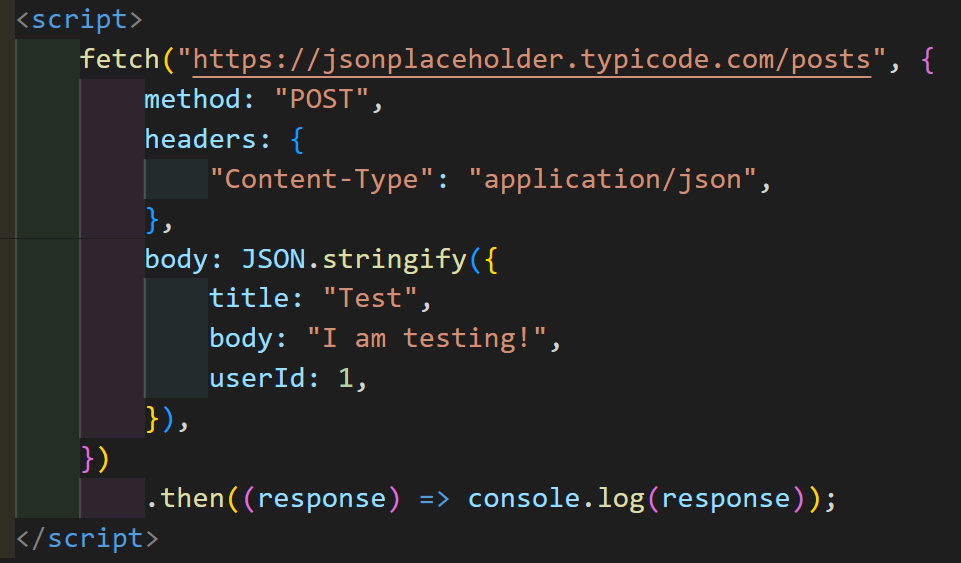 <script>
    fetch("https://jsonplaceholder.typicode.com/posts", {
        method: "POST",
        headers: {
            "Content-Type": "application/json",
        },
        body: JSON.stringify({
            title: "Test",
            body: "I am testing!",
            userId: 1,
        }),
    })
        .then((response) => console.log(response));
</script>